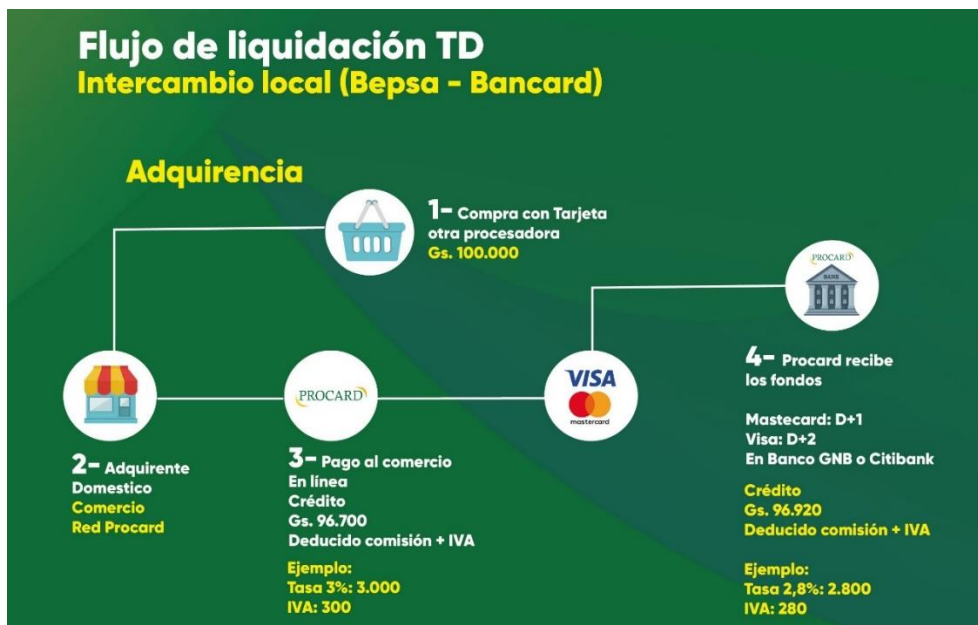 Flujo de liquidación TD
Intercambio local (Bepsa - Bancard)
Adquirencia
1- Compra con Tarjeta
otra procesadora
Gs. 100.000
2- Adquirente
Domestico
Comercio
Red Procard
PROCARD
3- Pago al comercio
En línea
Crédito
Gs. 96.700
Deducido comisión + IVA
Ejemplo:
Tasa 3%: 3.000
IVA: 300
VISA
mastercard
PROCARD
BANK
4- Procard recibe
los fondos
Mastecard: D+1
Visa: D+2
En Banco GNB o Citibank
Crédito
Gs. 96.920
Deducido comisión + IVA
Ejemplo:
Tasa 2,8%: 2.800
IVA: 280